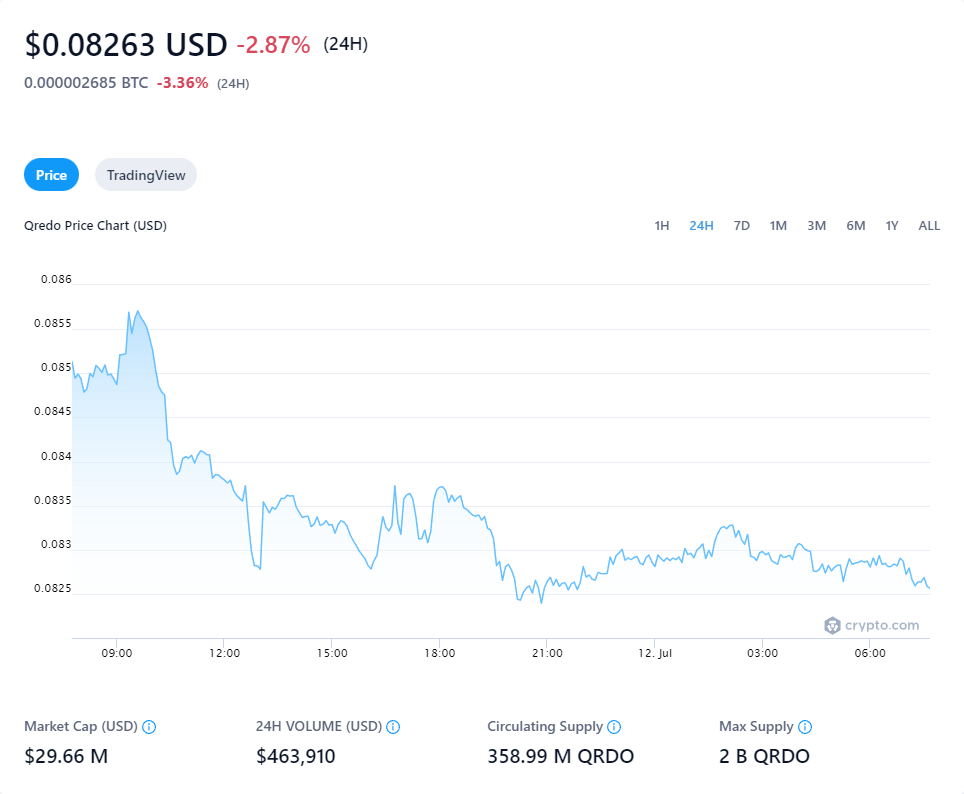 $0.08263 USD -2.87% (24H)
0.000002685 BTC -3.36% (24H)
Price TradingView
Qredo Price Chart (USD) 1H 24H 7D 1M 3M 6M 1Y ALL
0.086
0.0855
0.085
0.0845
0.084
0.0835
0.083
0.0825
crypto.com
09:00 12:00 15:00 18:00 21:00 12. Jul 03:00 06:00
Market Cap (USD) 24H VOLUME (USD) Circulating Supply Max Supply
$29.66 M $463,910 358.99 M QRDO 2 B QRDO